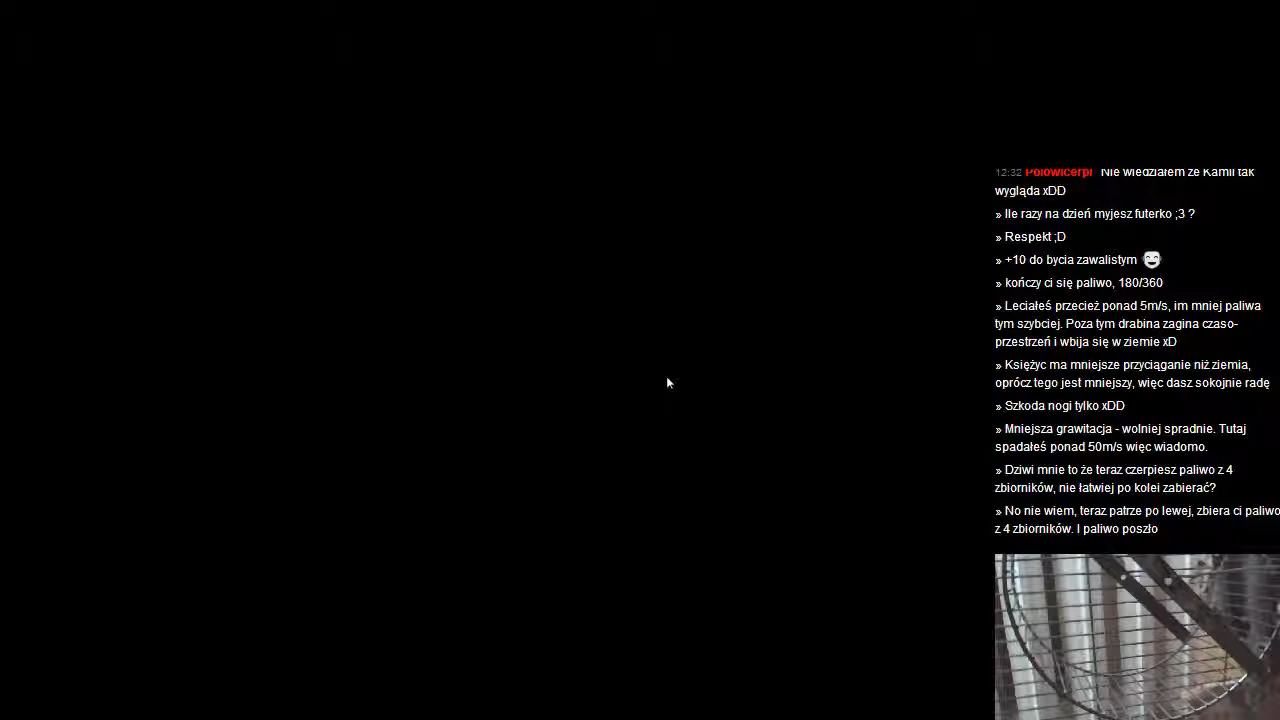 12:32 Polowicerpl Nie wiedziałem że Kamil tak
wygląda xDD
» Ile razy na dzień myjesz futerko ;3 ?
» Respekt ;D
» +10 do bycia zawalistym
» kończy ci się paliwo, 180/360
» Leciałeś przecież ponad 5m/s, im mniej paliwa
tym szybciej. Poza tym drabina zagina czaso-
przestrzeń i wbija się w ziemie xD
» Księżyc ma mniejsze przyciąganie niż ziemia,
oprócz tego jest mniejszy, więc dasz sokojnie radę
» Szkoda nogi tylko xDD
» Mniejsza grawitacja - wolniej spradnie. Tutaj
spadałeś ponad 50m/s więc wiadomo.
» Dziwi mnie to że teraz czerpiesz paliwo z 4
zbiorników, nie łatwiej po kolei zabierać?
» No nie wiem, teraz patrze po lewej, zbiera ci paliwo
z 4 zbiorników. I paliwo poszło